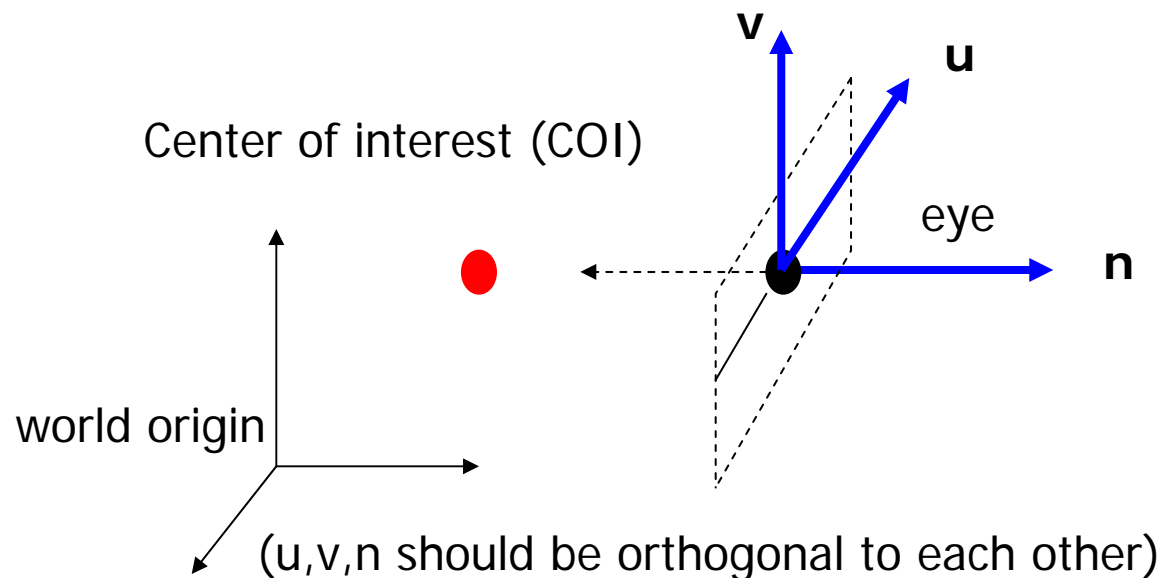 v
u
Center of interest (COI)
eye
n
world origin
(u,v,n should be orthogonal to each other)